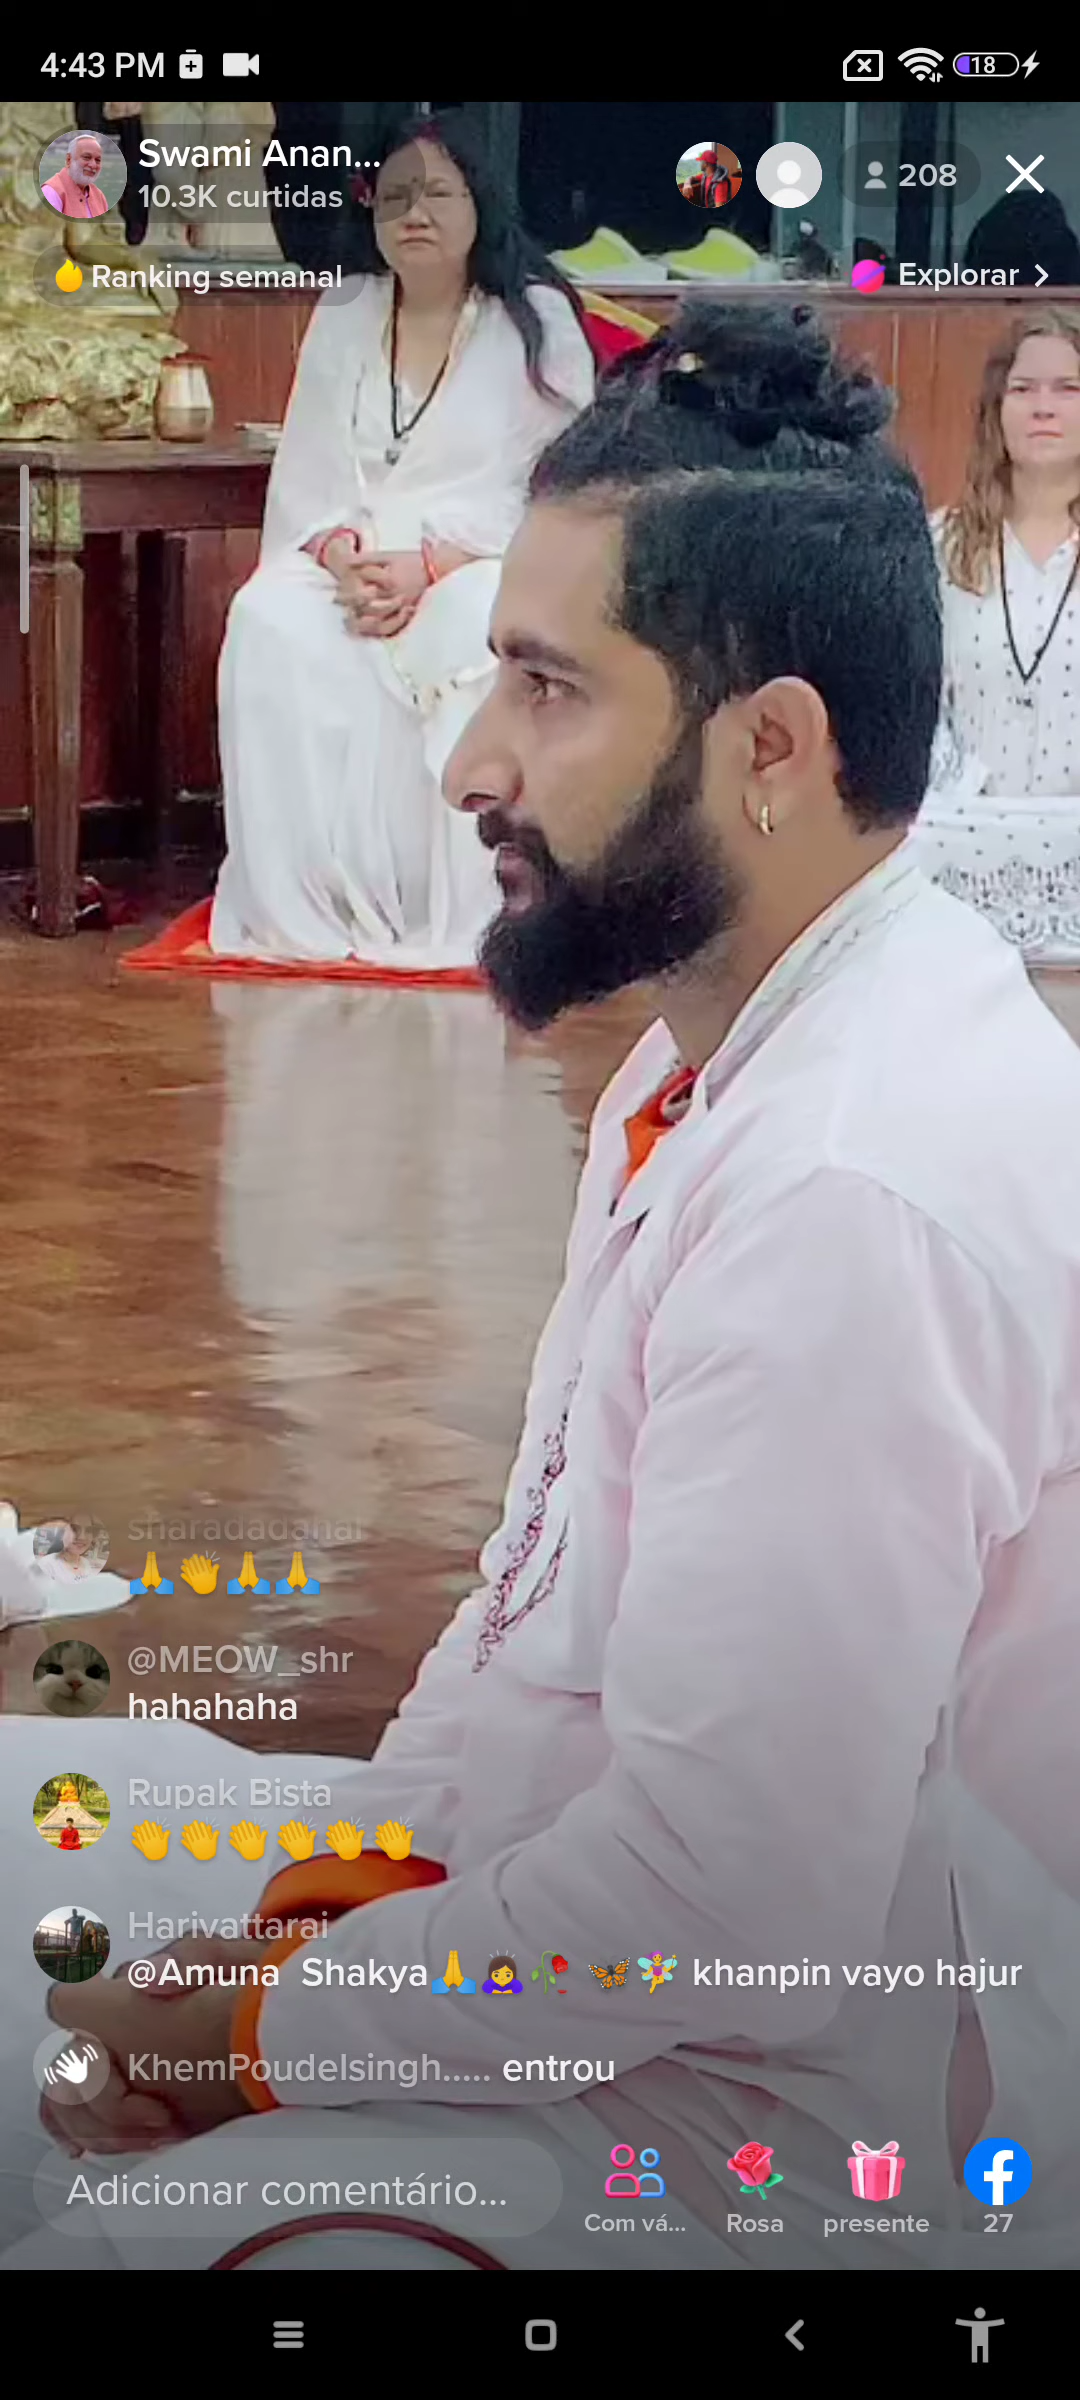 4:43 PM
18
Swami Anan...
10.3K curtidas
208
Ranking semanal
Explorar
sharadadahal
🙏👏🙏🙏
@MEOW_shr
hahahaha
Rupak Bista
👏👏👏👏👏👏
Harivattarai
@Amuna Shakya🙏🙇‍♀️🥀 🦋🧚‍♀️ khanpin vayo hajur
KhemPoudelsingh..... entrou
Adicionar comentário...
Com vá...
Rosa
presente
27